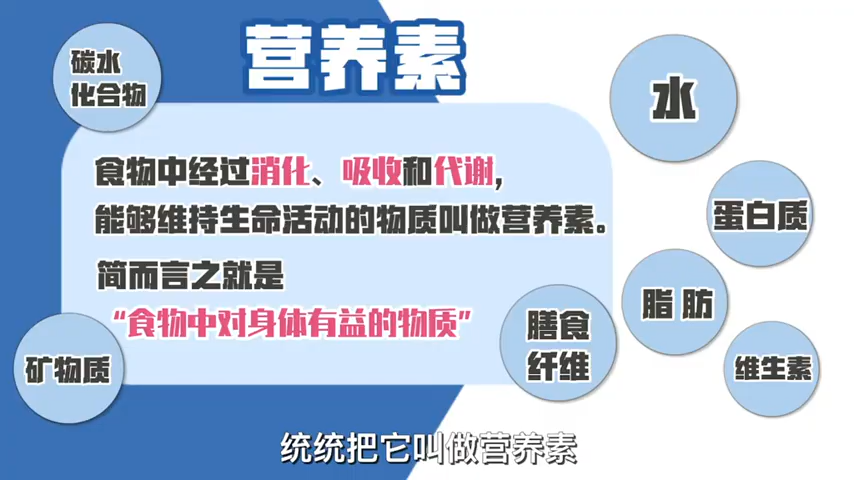 营养素
碳水
化合物
水
食物中经过消化、吸收和代谢,
能够维持生命活动的物质叫做营养素。
蛋白质
简而言之就是
“食物中对身体有益的物质”
脂肪
膳食
纤维
矿物质
维生素
统统把它叫做营养素